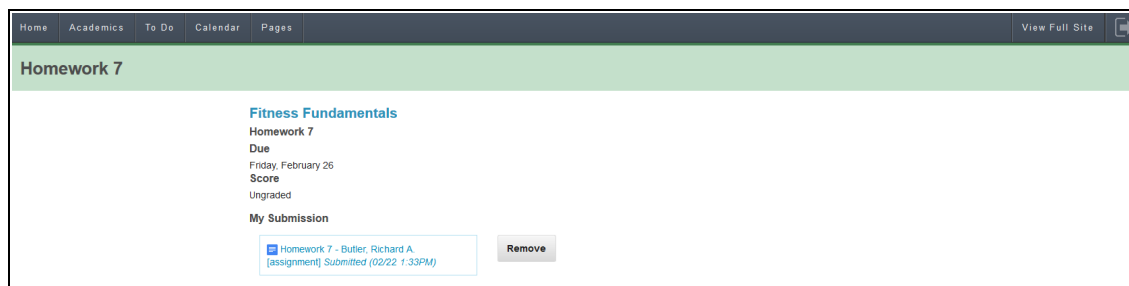 Home Academics To Do Calendar Pages View Full Site
Homework 7
Fitness Fundamentals
Homework 7
Due
Friday, February 26
Score
Ungraded
My Submission
Homework 7 - Butler, Richard A.
[assignment] Submitted (02/22 1:33PM)
Remove